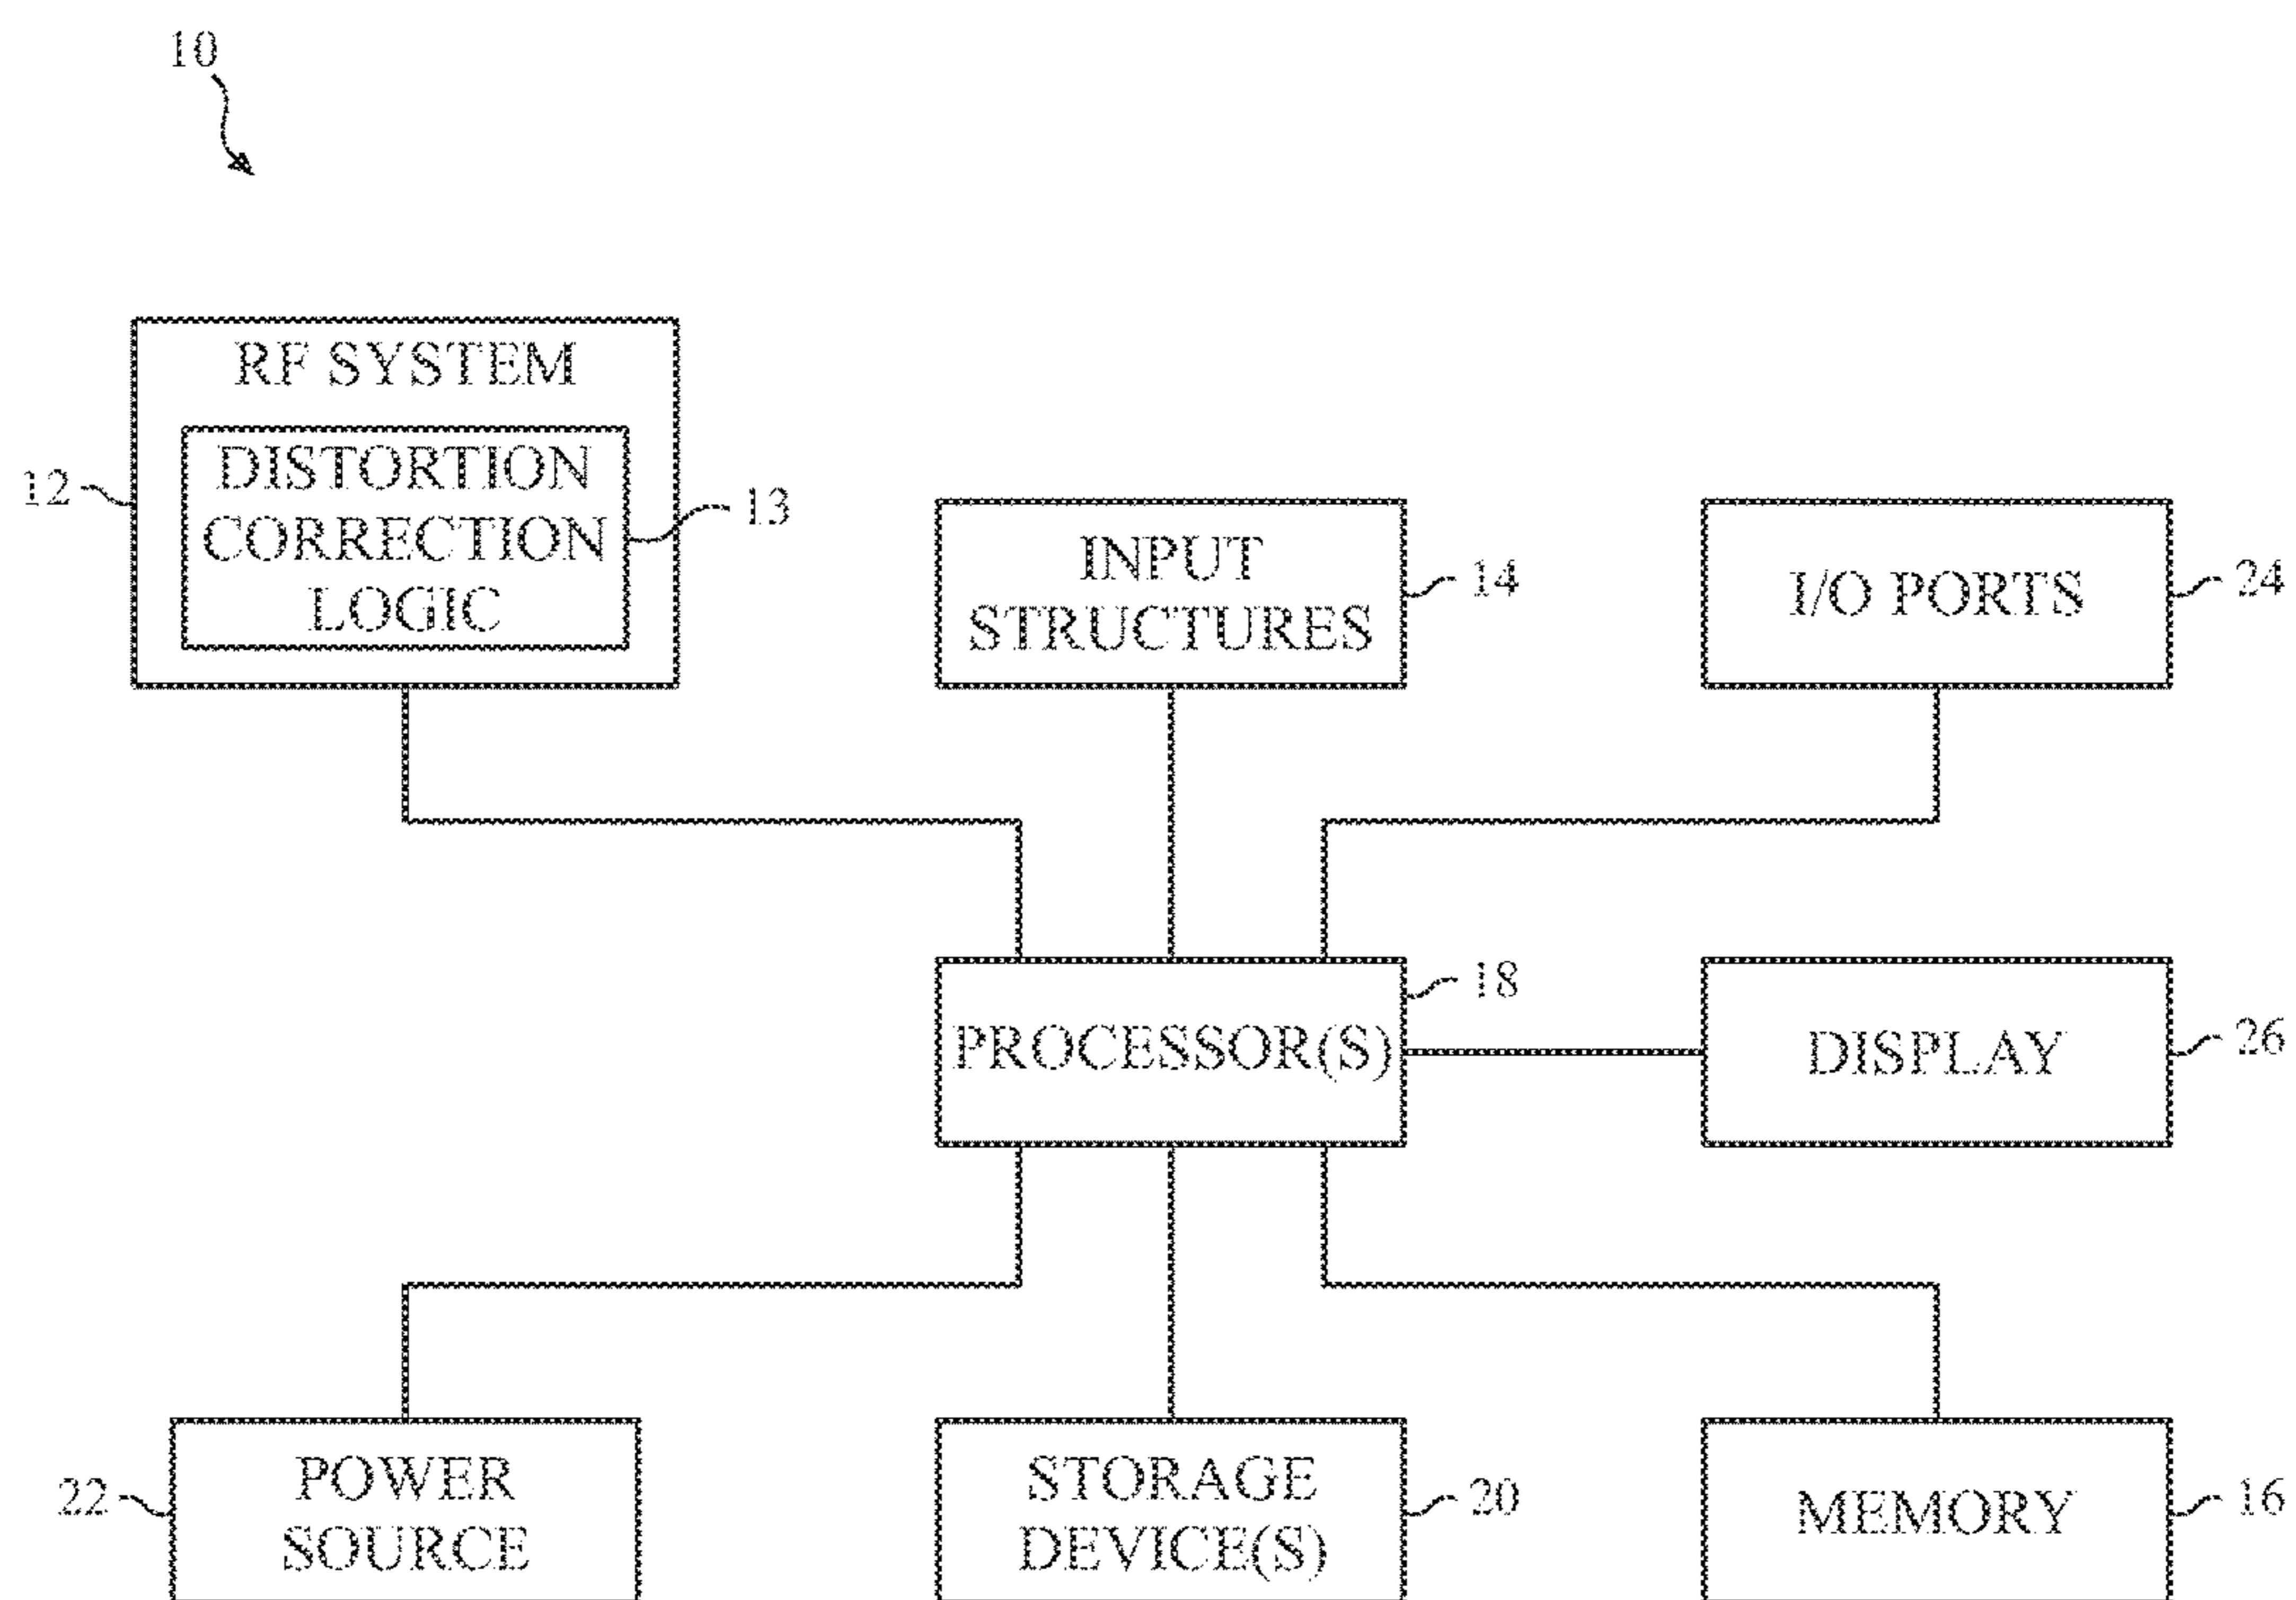 10
RF SYSTEM
DISTORTION
CORRECTION
LOGIC
12
13
INPUT
STRUCTURES
14
I/O PORTS
24
PROCESSOR(S)
18
DISPLAY
26
POWER
SOURCE
22
STORAGE
DEVICE(S)
20
MEMORY
16